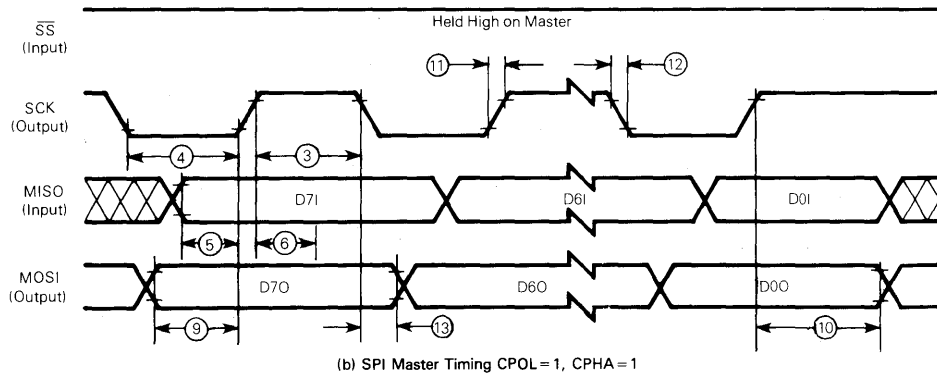 Held High on Master
SS
(Input)
11
12
SCK
(Output)
4
3
MISO
(Input)
D7I
D6I
D0I
5
6
MOSI
(Output)
D7O
D6O
D0O
9
13
10
(b) SPI Master Timing CPOL=1, CPHA=1